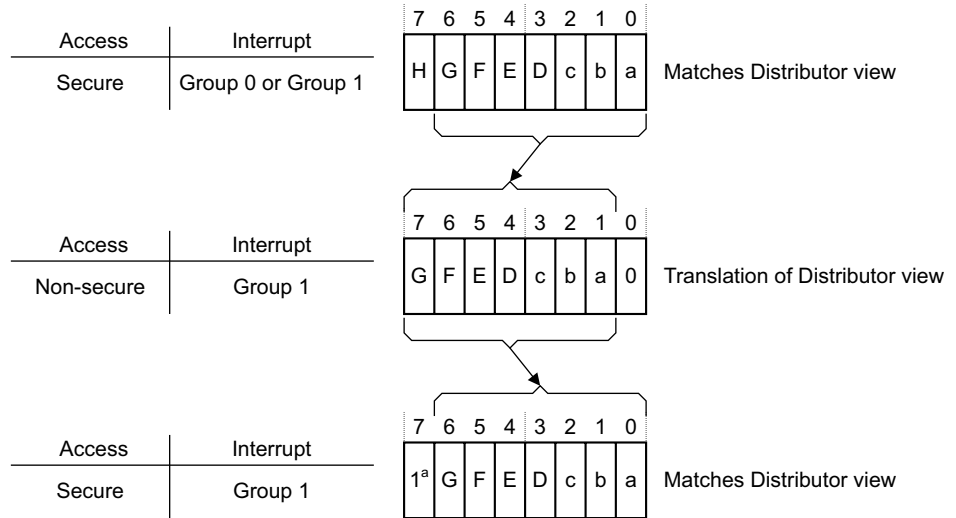 7 6 5 4 3 2 1 0
Access Interrupt
Secure Group 0 or Group 1
H G F E D c b a
Matches Distributor view
7 6 5 4 3 2 1 0
Access Interrupt
Non-secure Group 1
G F E D c b a 0
Translation of Distributor view
7 6 5 4 3 2 1 0
Access Interrupt
Secure Group 1
1ª G F E D c b a
Matches Distributor view